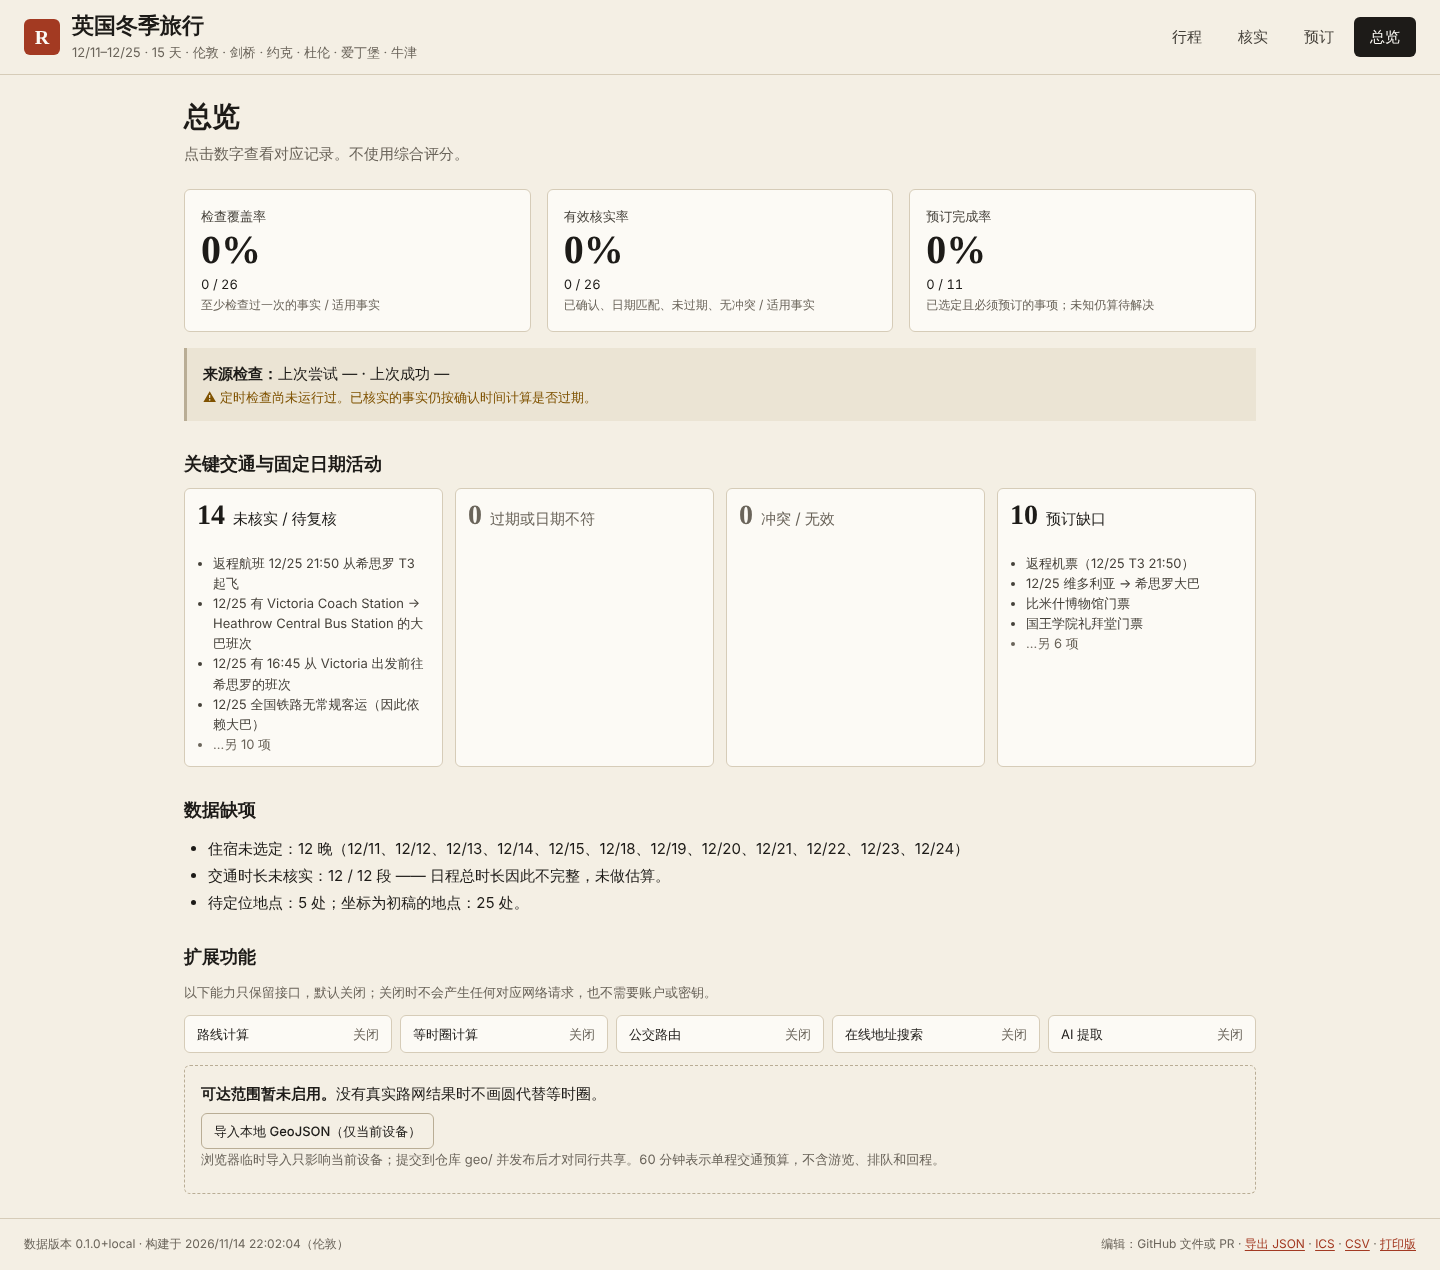 R
英国冬季旅行
12/11–12/25 · 15 天 · 伦敦 · 剑桥 · 约克 · 杜伦 · 爱丁堡 · 牛津
行程 核实 预订 总览
总览
点击数字查看对应记录。不使用综合评分。
检查覆盖率
0%
0 / 26
至少检查过一次的事实 / 适用事实
有效核实率
0%
0 / 26
已确认、日期匹配、未过期、无冲突 / 适用事实
预订完成率
0%
0 / 11
已选定且必须预订的事项；未知仍算待解决
来源检查：上次尝试 — · 上次成功 —
⚠ 定时检查尚未运行过。已核实的事实仍按确认时间计算是否过期。
关键交通与固定日期活动
14 未核实 / 待复核
• 返程航班 12/25 21:50 从希思罗 T3
起飞
• 12/25 有 Victoria Coach Station →
Heathrow Central Bus Station 的大
巴班次
• 12/25 有 16:45 从 Victoria 出发前往
希思罗的班次
• 12/25 全国铁路无常规客运（因此依
赖大巴）
• …另 10 项
0 过期或日期不符
0 冲突 / 无效
10 预订缺口
• 返程机票（12/25 T3 21:50）
• 12/25 维多利亚 → 希思罗大巴
• 比米什博物馆门票
• 国王学院礼拜堂门票
• …另 6 项
数据缺项
• 住宿未选定：12 晚（12/11、12/12、12/13、12/14、12/15、12/18、12/19、12/20、12/21、12/22、12/23、12/24）
• 交通时长未核实：12 / 12 段 —— 日程总时长因此不完整，未做估算。
• 待定位地点：5 处；坐标为初稿的地点：25 处。
扩展功能
以下能力只保留接口，默认关闭；关闭时不会产生任何对应网络请求，也不需要账户或密钥。
路线计算 关闭
等时圈计算 关闭
公交路由 关闭
在线地址搜索 关闭
AI 提取 关闭
可达范围暂未启用。没有真实路网结果时不画圆代替等时圈。
导入本地 GeoJSON（仅当前设备）
浏览器临时导入只影响当前设备；提交到仓库 geo/ 并发布后才对同行共享。60 分钟表示单程交通预算，不含游览、排队和回程。
数据版本 0.1.0+local · 构建于 2026/11/14 22:02:04（伦敦）
编辑：GitHub 文件或 PR · 导出 JSON · ICS · CSV · 打印版